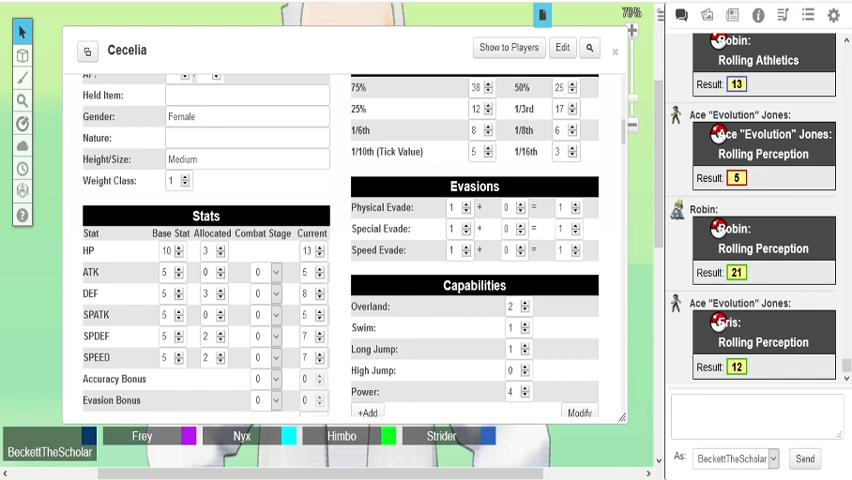 78%
Cecelia
Show to Players
Edit
Held Item:
Gender: Female
Nature:
Height/Size: Medium
Weight Class: 1
Stats
Stat Base Stat Allocated Combat Stage Current
HP 10 3 13
ATK 5 0 0 5
DEF 5 3 0 8
SPATK 5 0 0 5
SPDEF 5 2 0 7
SPEED 5 2 0 7
Accuracy Bonus 0 0
Evasion Bonus 0 0
75% 38 50% 25
25% 12 1/3rd 17
1/6th 8 1/8th 6
1/10th (Tick Value) 5 1/16th 3
Evasions
Physical Evade: 1 + 0 = 1
Special Evade: 1 + 0 = 1
Speed Evade: 1 + 0 = 1
Capabilities
Overland: 2
Swim: 1
Long Jump: 1
High Jump: 0
Power: 4
+Add
Modify
BeckettTheScholar
Frey
Nyx
Himbo
Strider
Robin:
Rolling Athletics
Result: 13
Ace "Evolution" Jones:
Ace "Evolution" Jones:
Rolling Perception
Result: 5
Robin:
Robin:
Rolling Perception
Result: 21
Ace "Evolution" Jones:
Rolling Perception
Result: 12
As: BeckettTheScholar
Send